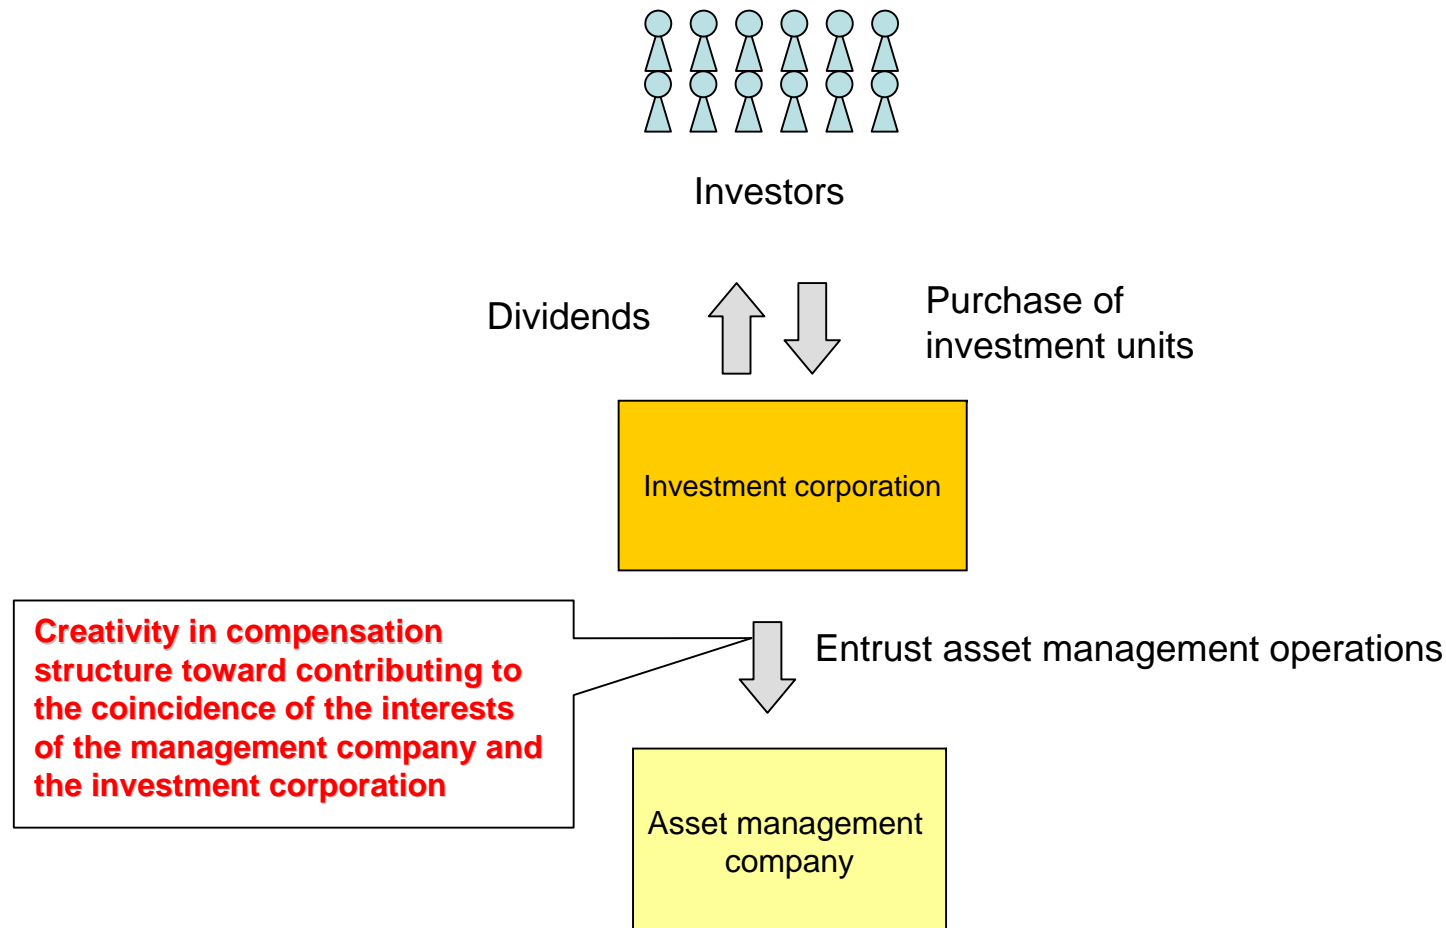 Investors
Dividends
Purchase of
investment units
Investment corporation
Creativity in compensation
structure toward contributing to
the coincidence of the interests
of the management company and
the investment corporation
Entrust asset management operations
Asset management
company